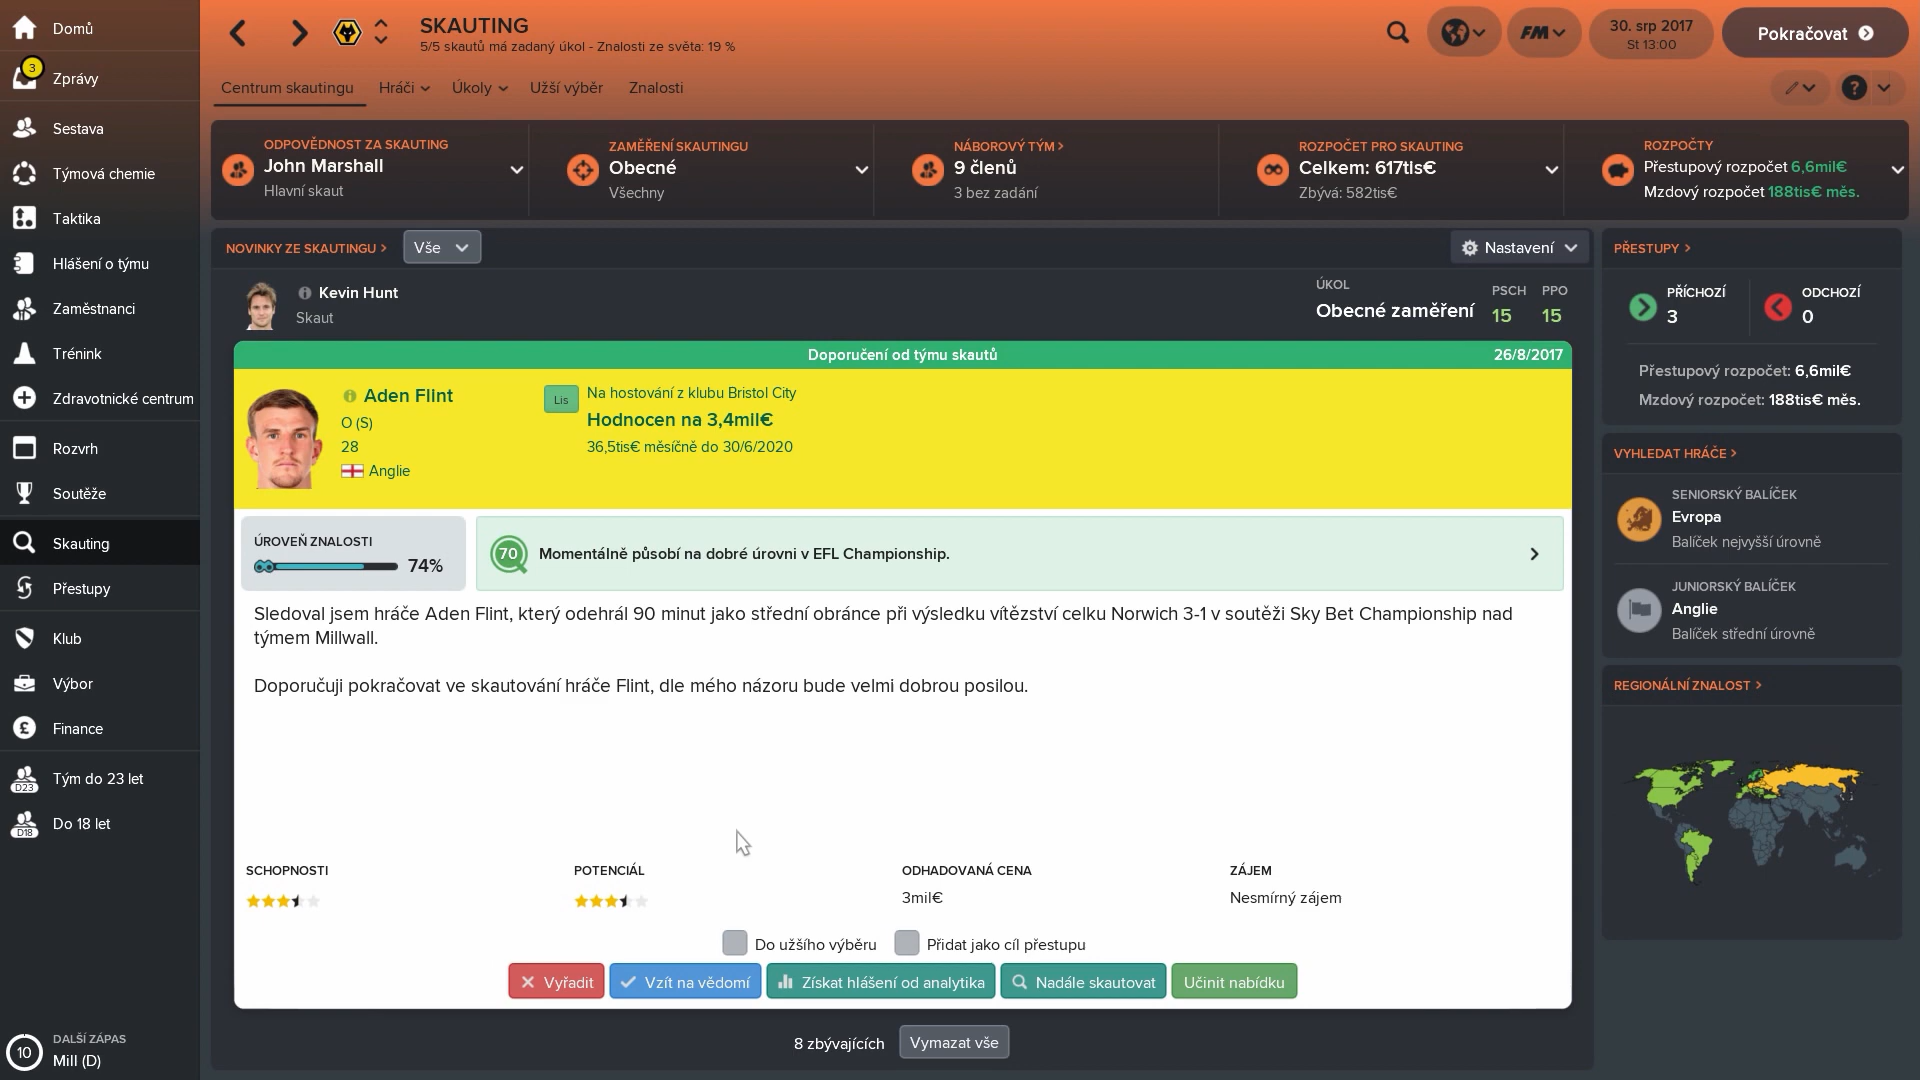 Domů
3
Zprávy
Sestava
Týmová chemie
Taktika
Hlášení o týmu
Zaměstnanci
Trénink
Zdravotnické centrum
Rozvrh
Soutěže
Skauting
Přestupy
Klub
Výbor
Finance
D23
Tým do 23 let
D18
Do 18 let
10
DALŠÍ ZÁPAS
Mill (D)
SKAUTING
5/5 skautů má zadaný úkol - Znalosti ze světa: 19 %
FM
30. srp 2017
St 13:00
Pokračovat
Centrum skautingu
Hráči
Úkoly
Užší výběr
Znalosti
?
ODPOVĚDNOST ZA SKAUTING
John Marshall
Hlavní skaut
ZAMĚŘENÍ SKAUTINGU
Obecné
Všechny
NÁBOROVÝ TÝM >
9 členů
3 bez zadání
ROZPOČET PRO SKAUTING
Celkem: 617tis€
Zbývá: 582tis€
ROZPOČTY
Přestupový rozpočet 6,6mil€
Mzdový rozpočet 188tis€ měs.
NOVINKY ZE SKAUTINGU >
Vše
Nastavení
Kevin Hunt
Skaut
ÚKOL
Obecné zaměření
PSCH
15
PPO
15
Doporučení od týmu skautů
26/8/2017
Aden Flint
O (S)
28
Anglie
Lis
Na hostování z klubu Bristol City
Hodnocen na 3,4mil€
36,5tis€ měsíčně do 30/6/2020
ÚROVEŇ ZNALOSTI
74%
70
Momentálně působí na dobré úrovni v EFL Championship.
Sledoval jsem hráče Aden Flint, který odehrál 90 minut jako střední obránce při výsledku vítězství celku Norwich 3-1 v soutěži Sky Bet Championship nad
týmem Millwall.
Doporučuji pokračovat ve skautování hráče Flint, dle mého názoru bude velmi dobrou posilou.
SCHOPNOSTI
POTENCIÁL
ODHADOVANÁ CENA
3mil€
ZÁJEM
Nesmírný zájem
Do užšího výběru
Přidat jako cíl přestupu
Vyřadit
Vzít na vědomí
Získat hlášení od analytika
Nadále skautovat
Učinit nabídku
8 zbývajících
Vymazat vše
PŘESTUPY >
PŘÍCHOZÍ
3
ODCHOZÍ
0
Přestupový rozpočet: 6,6mil€
Mzdový rozpočet: 188tis€ měs.
VYHLEDAT HRÁČE >
SENIORSKÝ BALÍČEK
Evropa
Balíček nejvyšší úrovně
JUNIORSKÝ BALÍČEK
Anglie
Balíček střední úrovně
REGIONÁLNÍ ZNALOST >